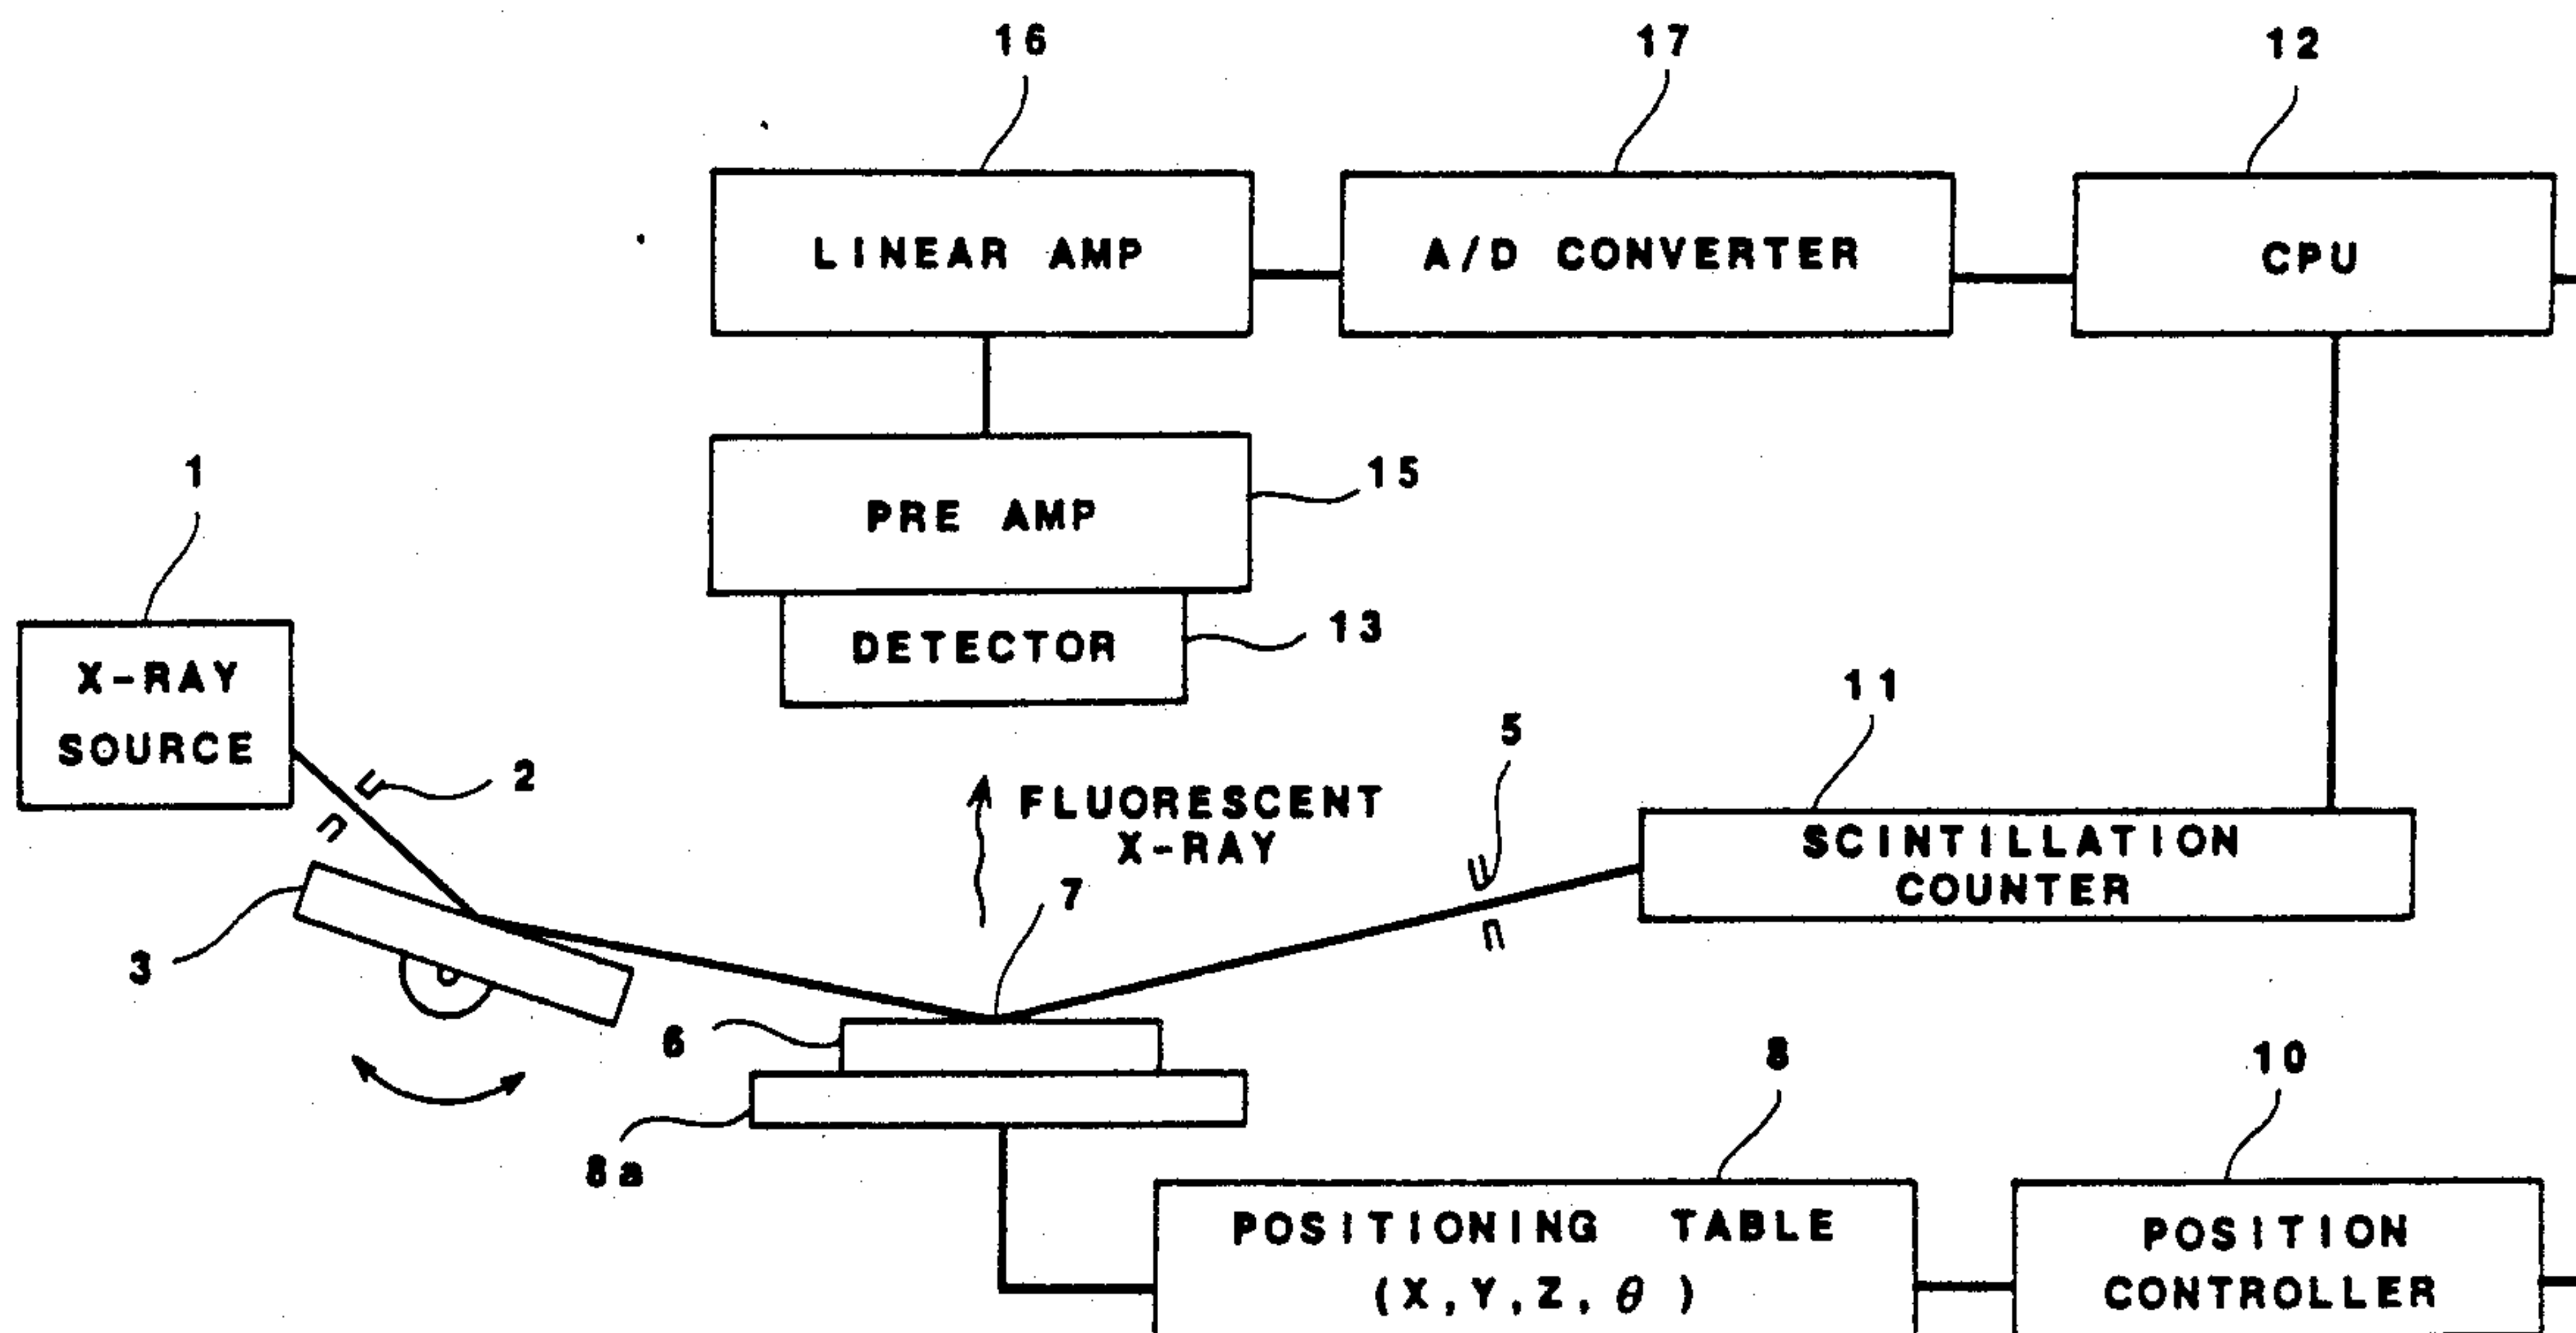 16
17
12
LINEAR AMP
A/D CONVERTER
CPU
1
15
PRE AMP
13
DETECTOR
X-RAY
SOURCE
11
5
2
FLUORESCENT
X-RAY
SCINTILLATION
COUNTER
7
3
6
8
10
8a
POSITIONING TABLE
(X,Y,Z,θ)
POSITION
CONTROLLER